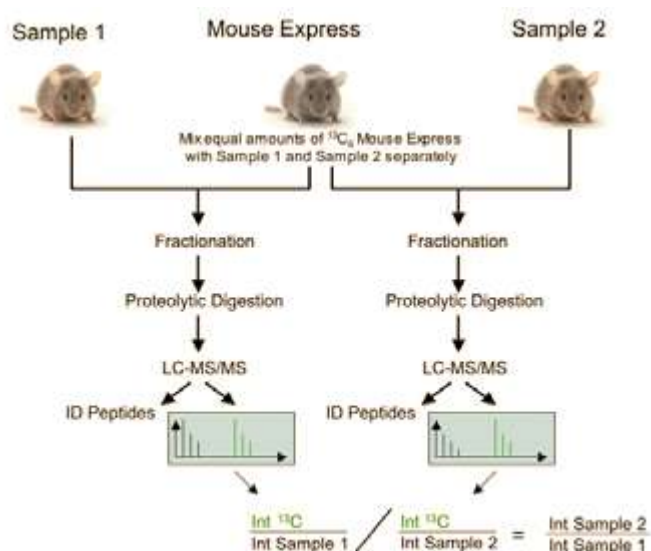 Sample 1
Mouse Express
Sample 2
Mix equal amounts of ¹³C₆ Mouse Express
with Sample 1 and Sample 2 separately
Fractionation
Fractionation
Proteolytic Digestion
Proteolytic Digestion
LC-MS/MS
LC-MS/MS
ID Peptides
ID Peptides
Int ¹³C / Int ¹³C = Int Sample 2
Int Sample 1 Int Sample 2 Int Sample 1